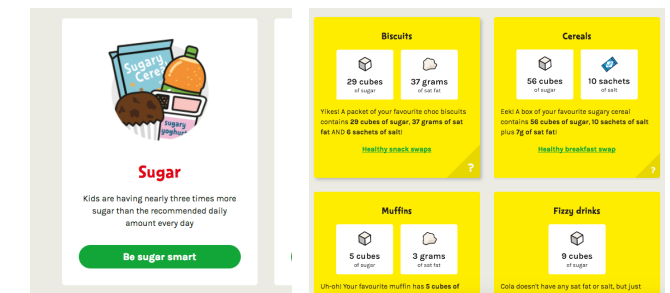 Sugary
Cere
sugary
yoghu
Sugar
Kids are having nearly three times more
sugar than the recommended daily
amount every day
Be sugar smart
Biscuits
29 cubes
of sugar
37 grams
of sat fat
Yikes! A packet of your favourite choc biscuits
contains 29 cubes of sugar, 37 grams of sat
fat AND 6 sachets of salt!
Healthy snack swaps
?
Cereals
56 cubes
of sugar
10 sachets
of salt
Eek! A box of your favourite sugary cereal
contains 56 cubes of sugar, 10 sachets of salt
plus 7g of sat fat!
Healthy breakfast swap
?
Muffins
5 cubes
of sugar
3 grams
of sat fat
Uh-oh! Your favourite muffin has 5 cubes of
Fizzy drinks
9 cubes
of sugar
Cola doesn't have any sat fat or salt, but just